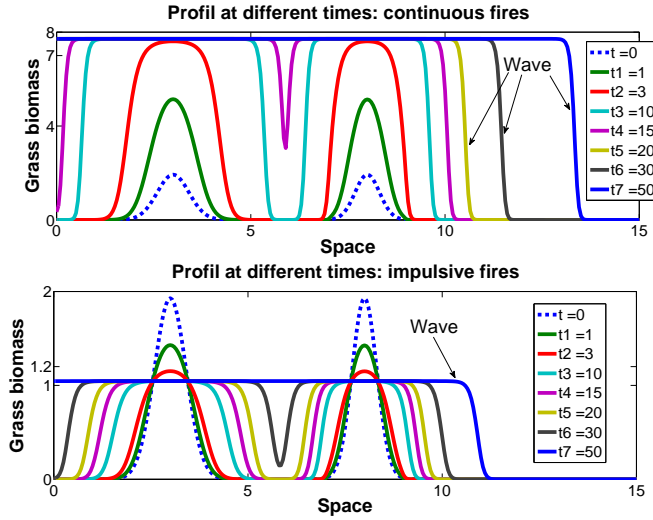 Profil at different times: continuous fires
Grass biomass
8
7
4
0
0
5
10
15
Space
Wave
t =0
t1 =1
t2 =3
t3 =10
t4 =15
t5 =20
t6 =30
t7 =50
Profil at different times: impulsive fires
Grass biomass
2
1.2
1
0
0
5
10
15
Space
Wave
t =0
t1 =1
t2 =3
t3 =10
t4 =15
t5 =20
t6 =30
t7 =50